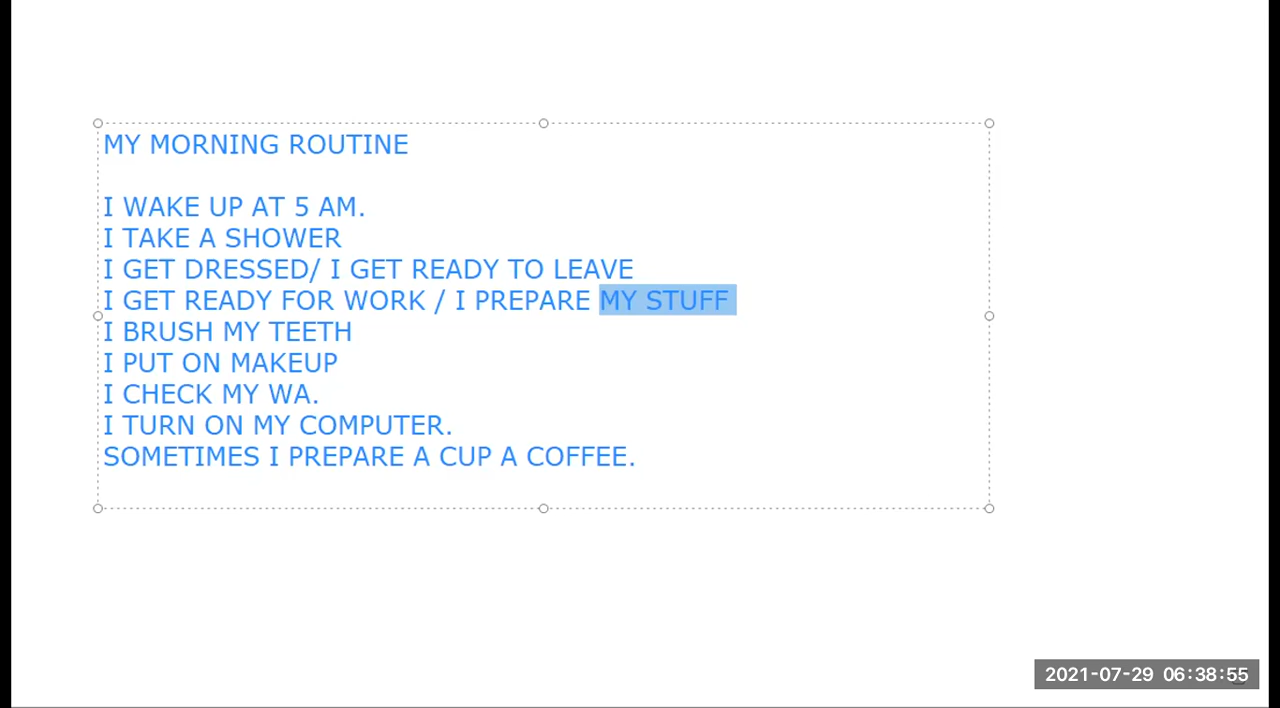 MY MORNING ROUTINE
I WAKE UP AT 5 AM.
I TAKE A SHOWER
I GET DRESSED/ I GET READY TO LEAVE
I GET READY FOR WORK / I PREPARE MY STUFF
I BRUSH MY TEETH
I PUT ON MAKEUP
I CHECK MY WA.
I TURN ON MY COMPUTER.
SOMETIMES I PREPARE A CUP A COFFEE.
2021-07-29 06:38:55